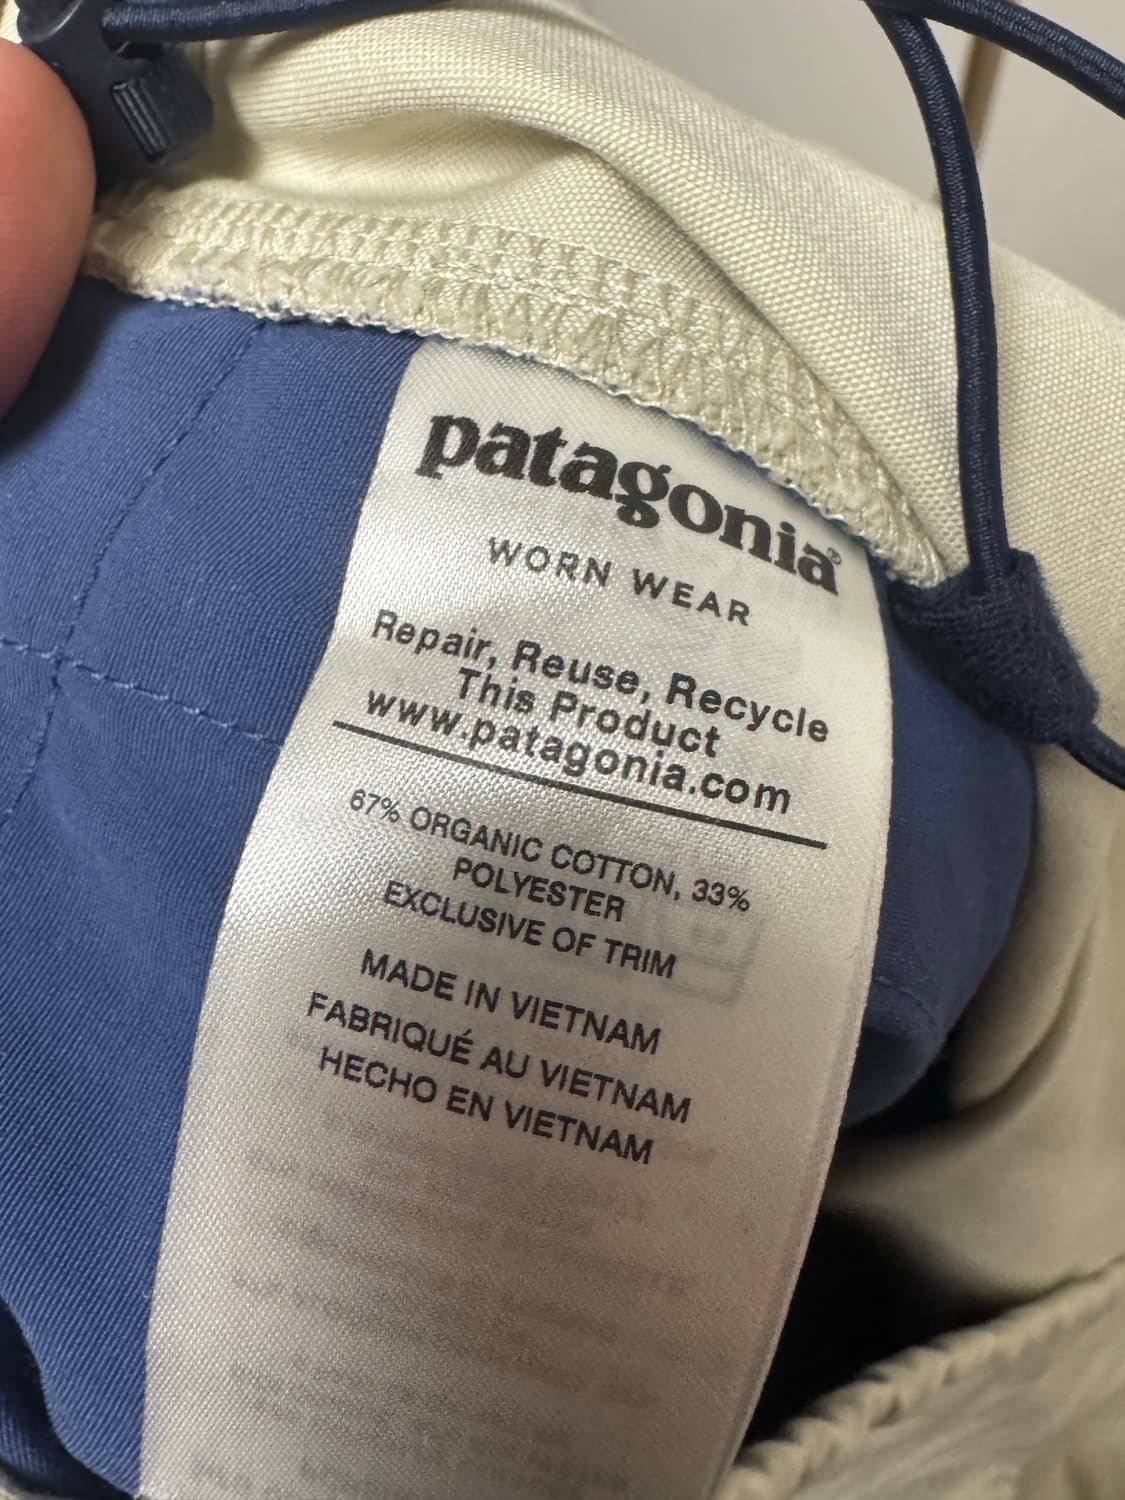 patagonia®
WORN WEAR
Repair, Reuse, Recycle
This Product
www.patagonia.com
67% ORGANIC COTTON, 33%
POLYESTER
EXCLUSIVE OF TRIM
MADE IN VIETNAM
FABRIQUÉ AU VIETNAM
HECHO EN VIETNAM